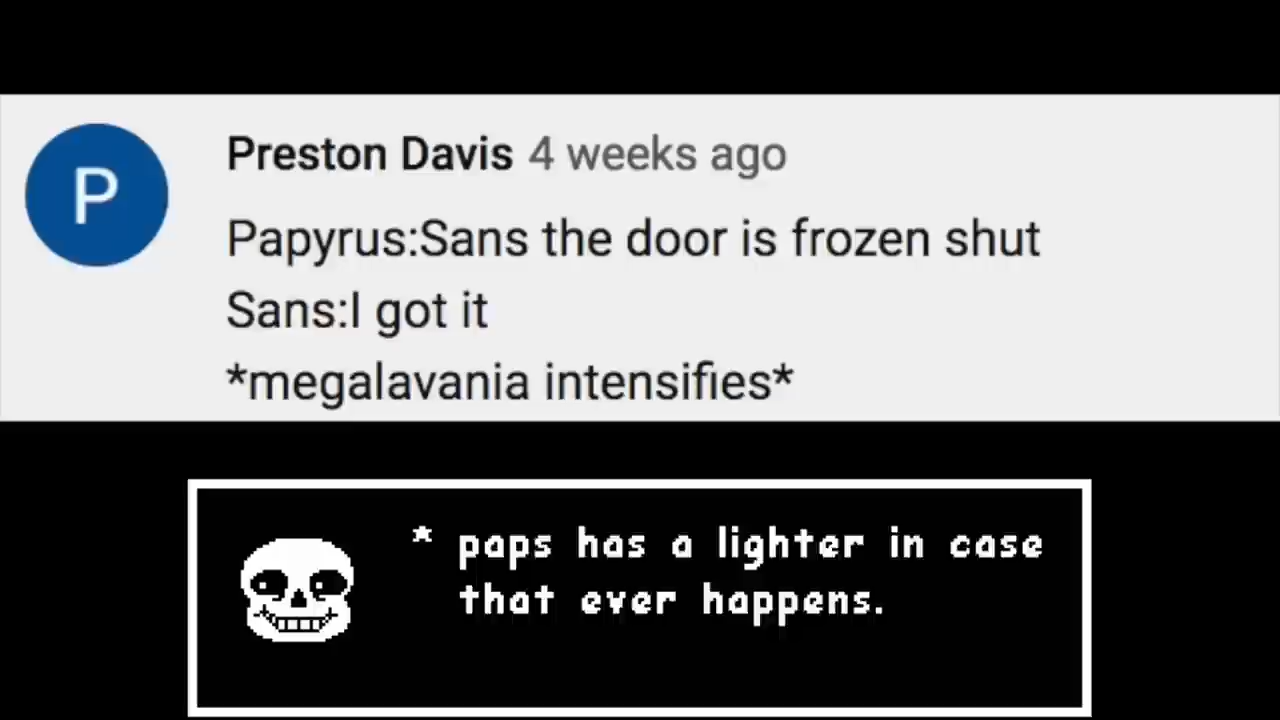 P
Preston Davis 4 weeks ago
Papyrus:Sans the door is frozen shut
Sans:I got it
*megalavania intensifies*
* paps has a lighter in case
that ever happens.